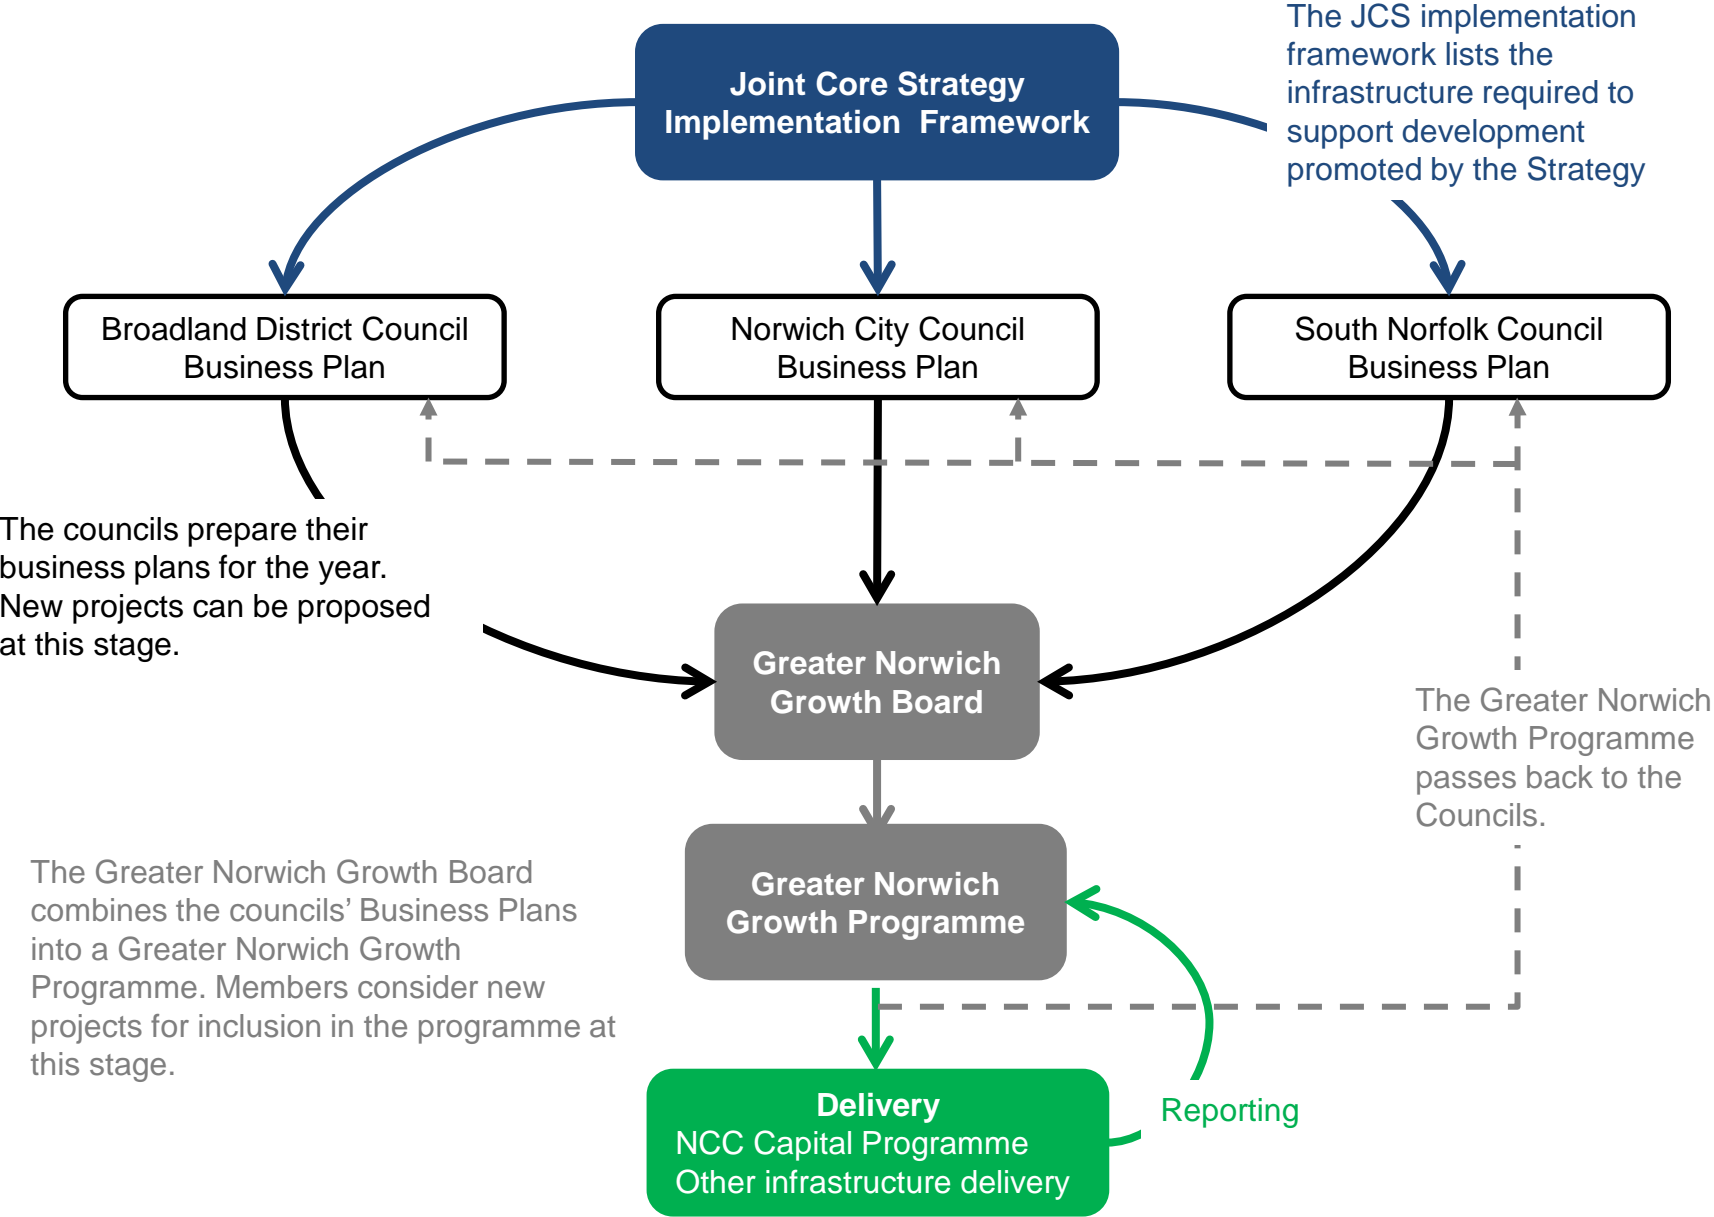 The JCS implementation
framework lists the
infrastructure required to
support development
promoted by the Strategy
Joint Core Strategy
Implementation Framework
Broadland District Council
Business Plan
Norwich City Council
Business Plan
South Norfolk Council
Business Plan
The councils prepare their
business plans for the year.
New projects can be proposed
at this stage.
Greater Norwich
Growth Board
The Greater Norwich
Growth Programme
passes back to the
Councils.
The Greater Norwich Growth Board
combines the councils’ Business Plans
into a Greater Norwich Growth
Programme. Members consider new
projects for inclusion in the programme at
this stage.
Greater Norwich
Growth Programme
Delivery
NCC Capital Programme
Other infrastructure delivery
Reporting